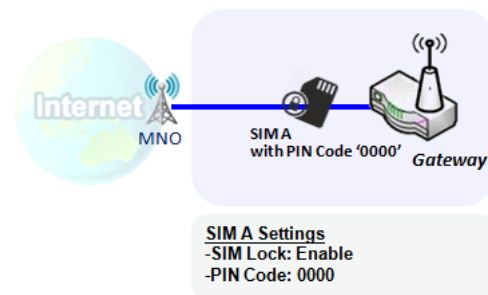 Internet
MNO
SIM A
with PIN Code ‘0000’
Gateway
SIM A Settings
-SIM Lock: Enable
-PIN Code: 0000